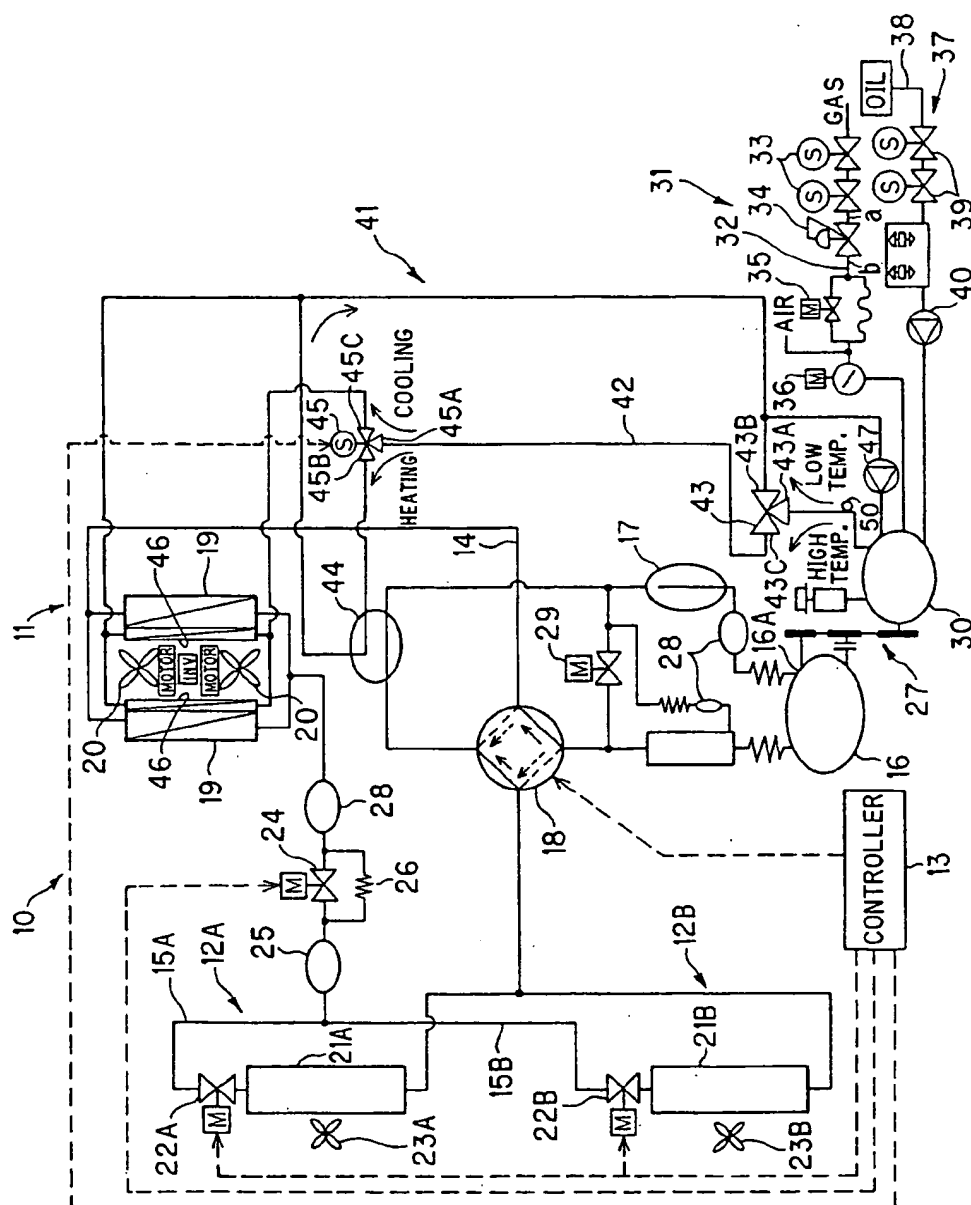 10
11
41
31
37
38
OIL
GAS
33
S
S
34
32
a
b
S
S
39
35
M
AIR
40
36
M
20
46
19
MOTOR
INV.
MOTOR
19
46
20
45B
45
S
45C
COOLING
45A
HEATING
42
14
44
43
43B
43A
LOW
TEMP.
47
50
HIGH
TEMP.
43C
16A
17
29
M
28
30
27
16
18
28
24
M
26
25
15A
12A
12B
22A
M
21A
23A
15B
22B
M
21B
23B
CONTROLLER
13